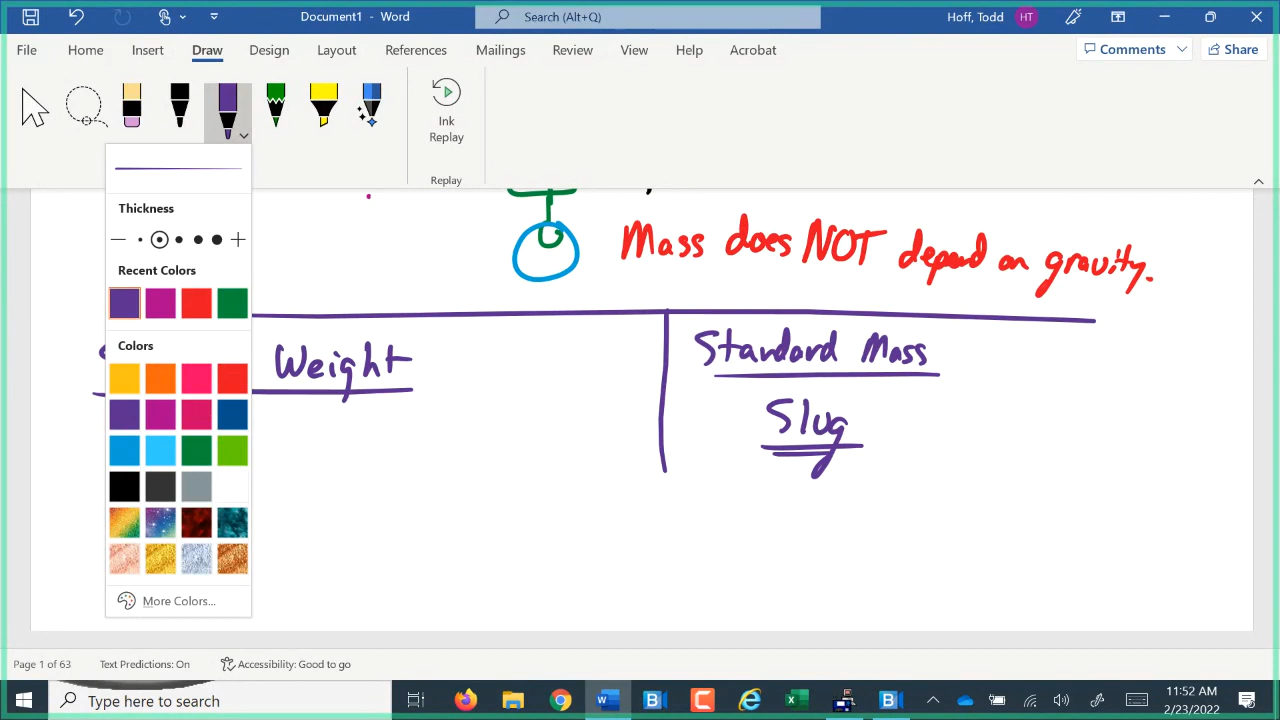 Document1 - Word
Search (Alt+Q)
Hoff, Todd
HT
File Home Insert Draw Design Layout References Mailings Review View Help Acrobat
Comments
Share
Ink
Replay
Replay
Thickness
Recent Colors
Colors
More Colors...
Mass does NOT depend on gravity.
Weight
Standard Mass
Slug
Page 1 of 63
Text Predictions: On
Accessibility: Good to go
Type here to search
11:52 AM
2/23/2022